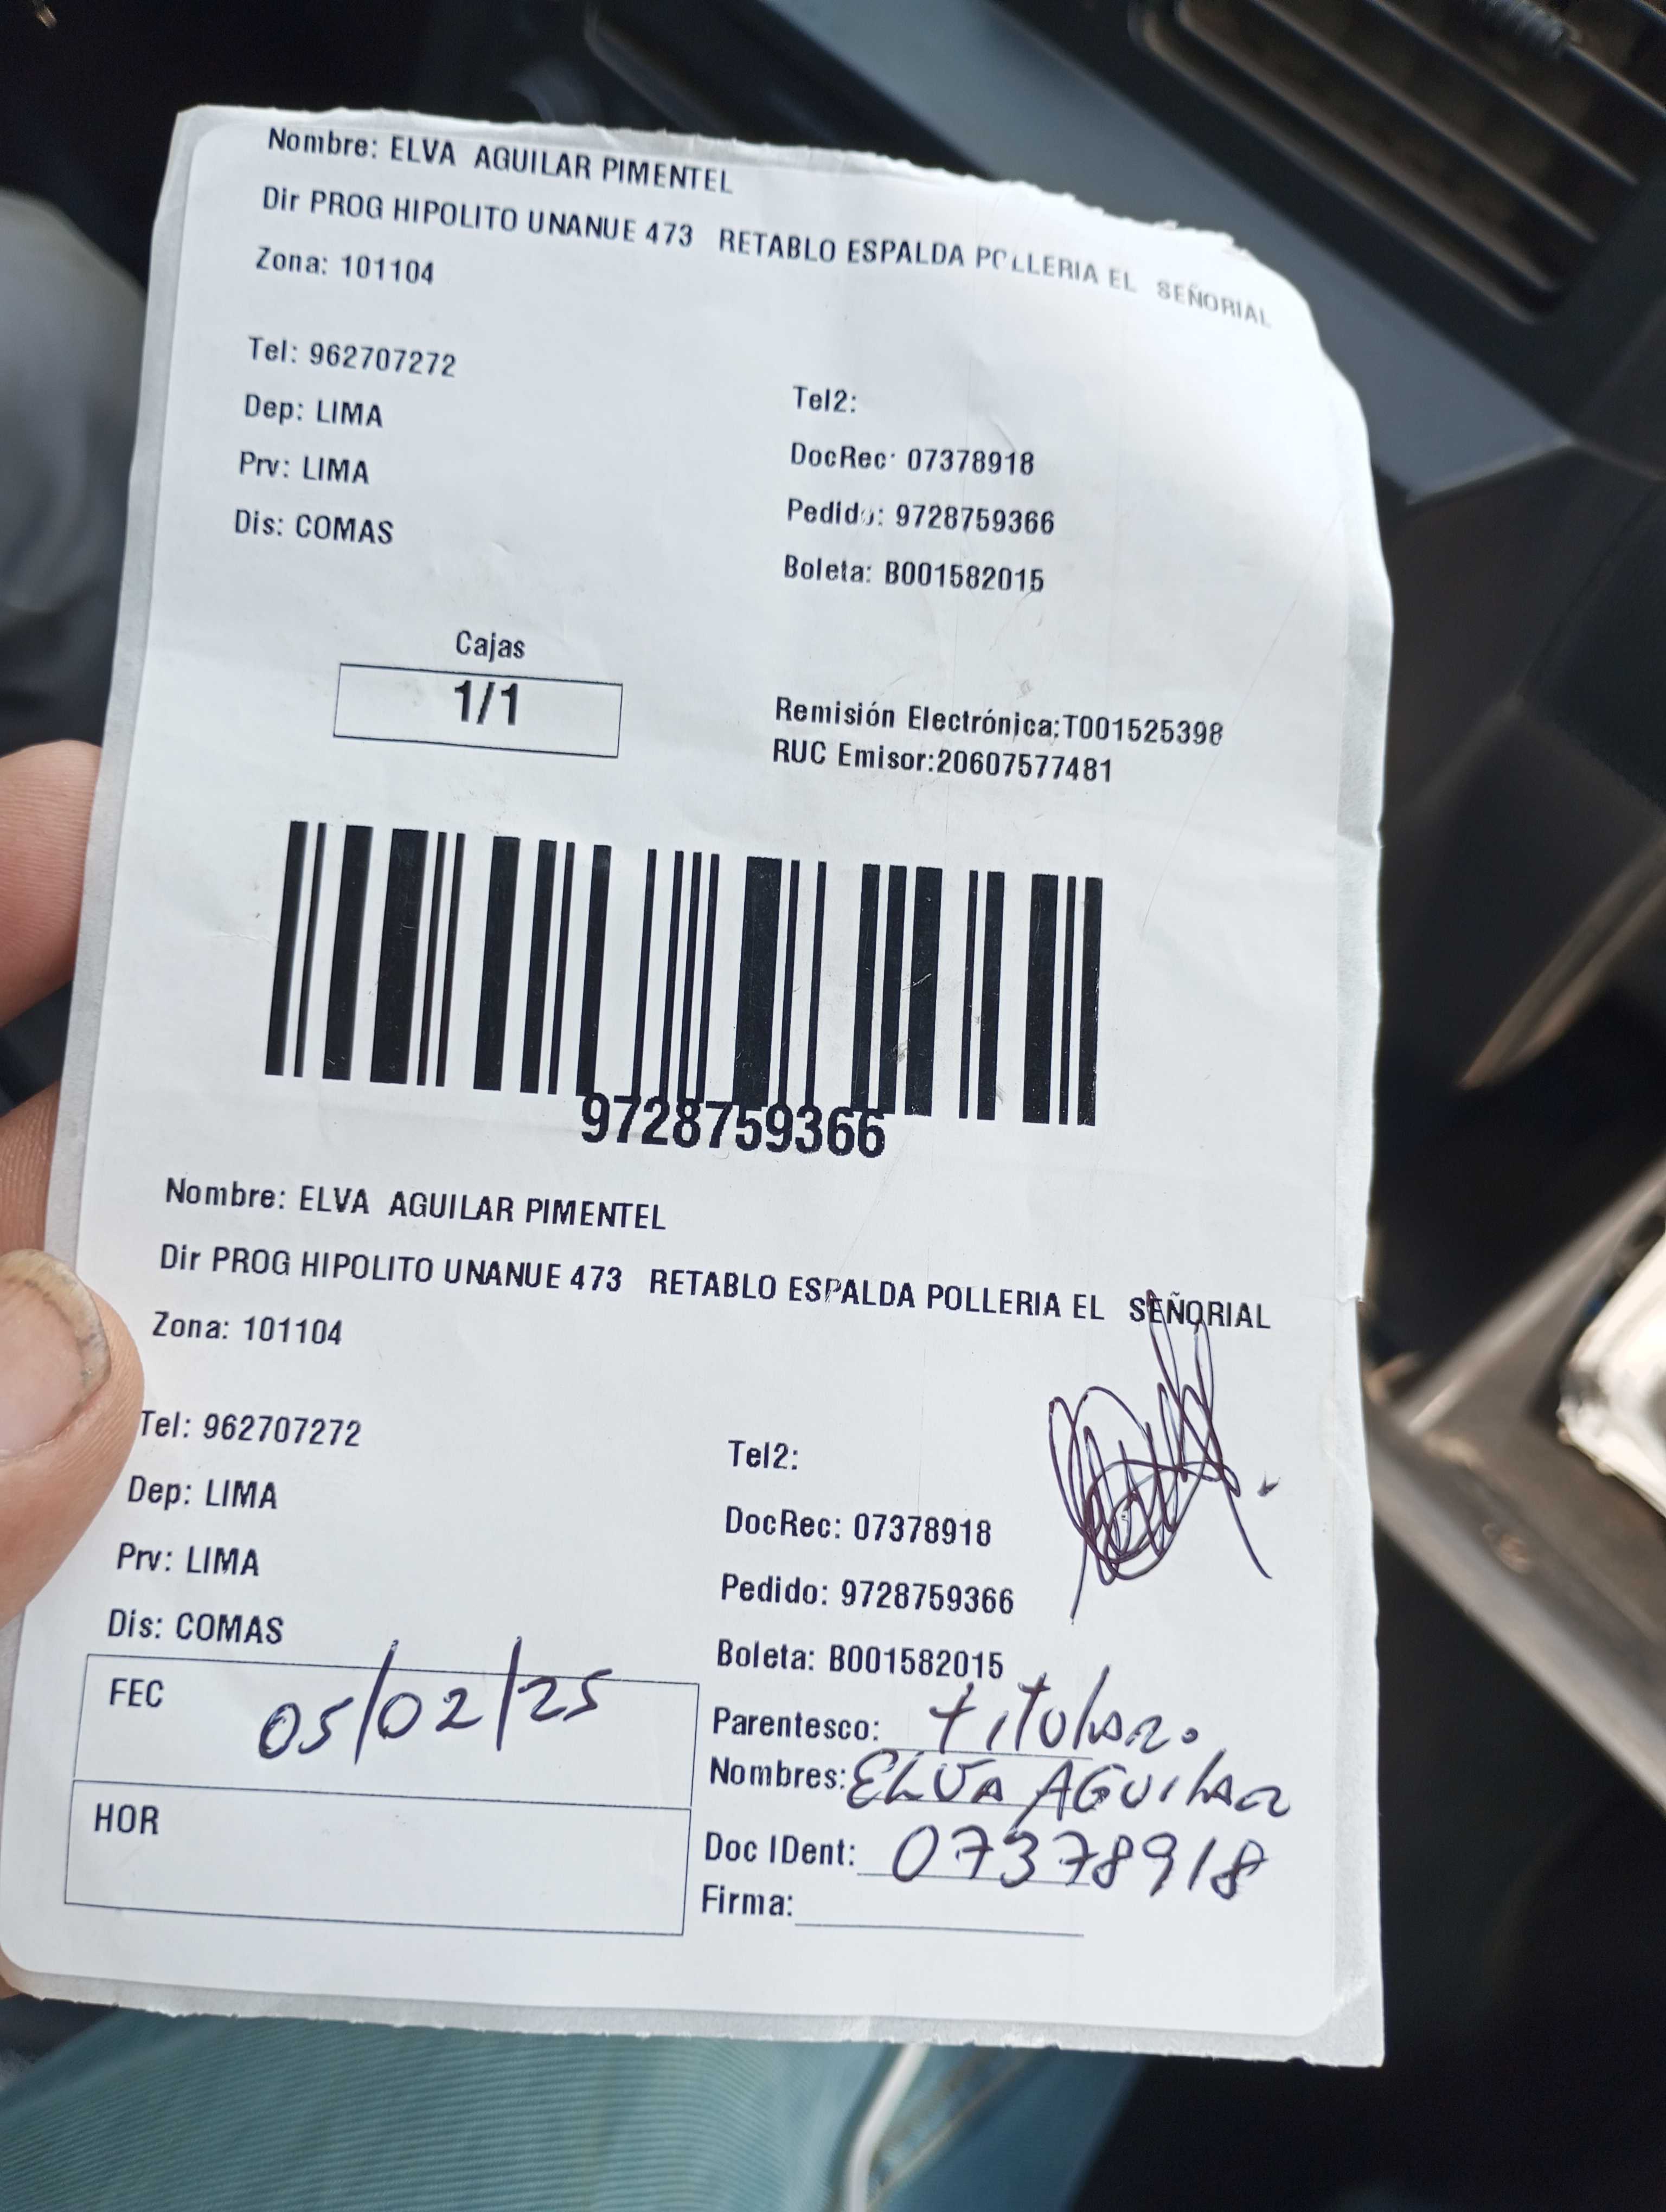 Nombre: ELVA AGUILAR PIMENTEL
Dir PROG HIPOLITO UNANUE 473 RETABLO ESPALDA POLLERIA EL SEÑORIAL
Zona: 101104
Tel: 962707272
Tel2:
Dep: LIMA
DocRec: 07378918
Prv: LIMA
Pedido: 9728759366
Dis: COMAS
Boleta: B001582015
Cajas
1/1
Remisión Electrónica:T001525398
RUC Emisor:20607577481
9728759366
Nombre: ELVA AGUILAR PIMENTEL
Dir PROG HIPOLITO UNANUE 473 RETABLO ESPALDA POLLERIA EL SEÑORIAL
Zona: 101104
Tel: 962707272
Tel2:
Dep: LIMA
DocRec: 07378918
Prv: LIMA
Pedido: 9728759366
Dis: COMAS
Boleta: B001582015
FEC 05/02/25
Parentesco: titular.
Nombres: ELVA AGUILAR
HOR
Doc IDent: 07378918
Firma: